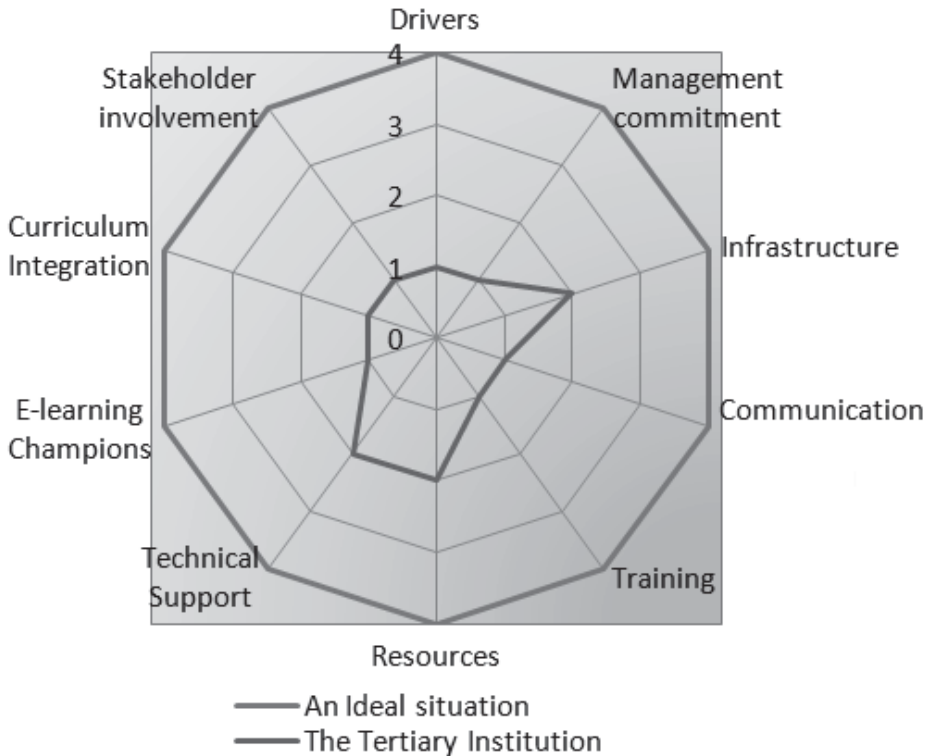 Drivers
4
Stakeholder
involvement
Management
commitment
3
2
Curriculum
Integration
Infrastructure
1
0
E-learning
Champions
Communication
Technical
Support
Training
Resources
An Ideal situation
The Tertiary Institution